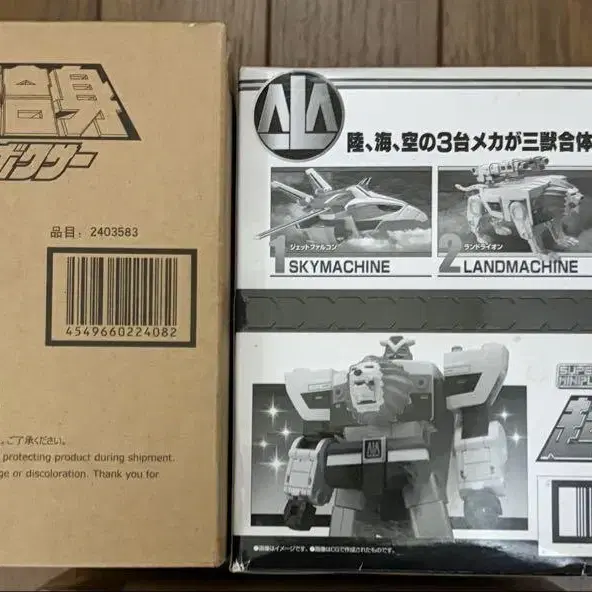 合身
ボクサー
品目: 2403583
4549660224082
ご了承ください。
protecting product during shipment.
ge or discoloration. Thank you for
陸、海、空の3台メカが三獣合体
ジェットファルコン
1 SKYMACHINE
ランドライオン
2 LANDMACHINE
SUPER
MINIPL
●画像はイメージです。 ●画像はCGで作成されたものです。